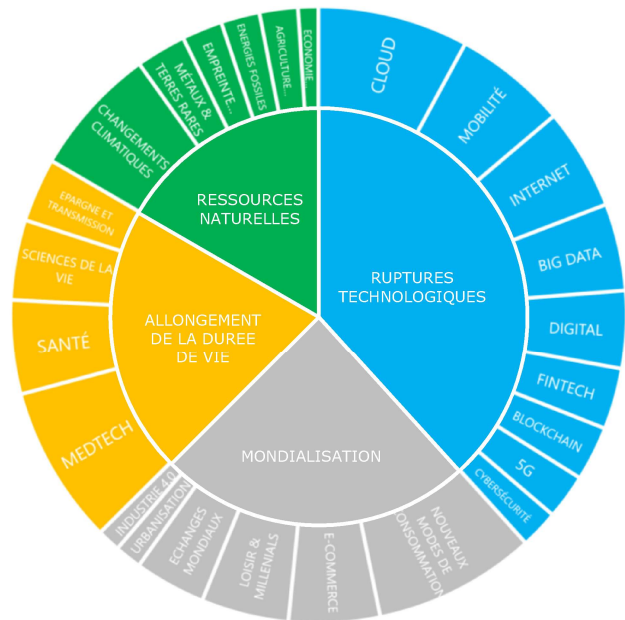 RESSOURCES
NATURELLES
RUPTURES
TECHNOLOGIQUES
ALLONGEMENT
DE LA DUREE
DE VIE
MONDIALISATION
CLOUD
MOBILITÉ
INTERNET
BIG DATA
DIGITAL
FINTECH
BLOCKCHAIN
5G
CYBERSÉCURITÉ
NOUVEAUX
MODES DE
ONSOMMATION
E-COMMERCE
LOISIR &
MILLENIALS
ECHANGES
MONDIAUX
URBANISATION
INDUSTRIE 4.0
MEDTECH
SANTÉ
SCIENCES DE LA
VIE
EPARGNE ET
TRANSMISSION
CHANGEMENTS
CLIMATIQUES
MÉTAUX &
TERRES RARES
EMPREINTE...
ENERGIES FOSSILES
AGRICULTURE...
ECONOMIE...